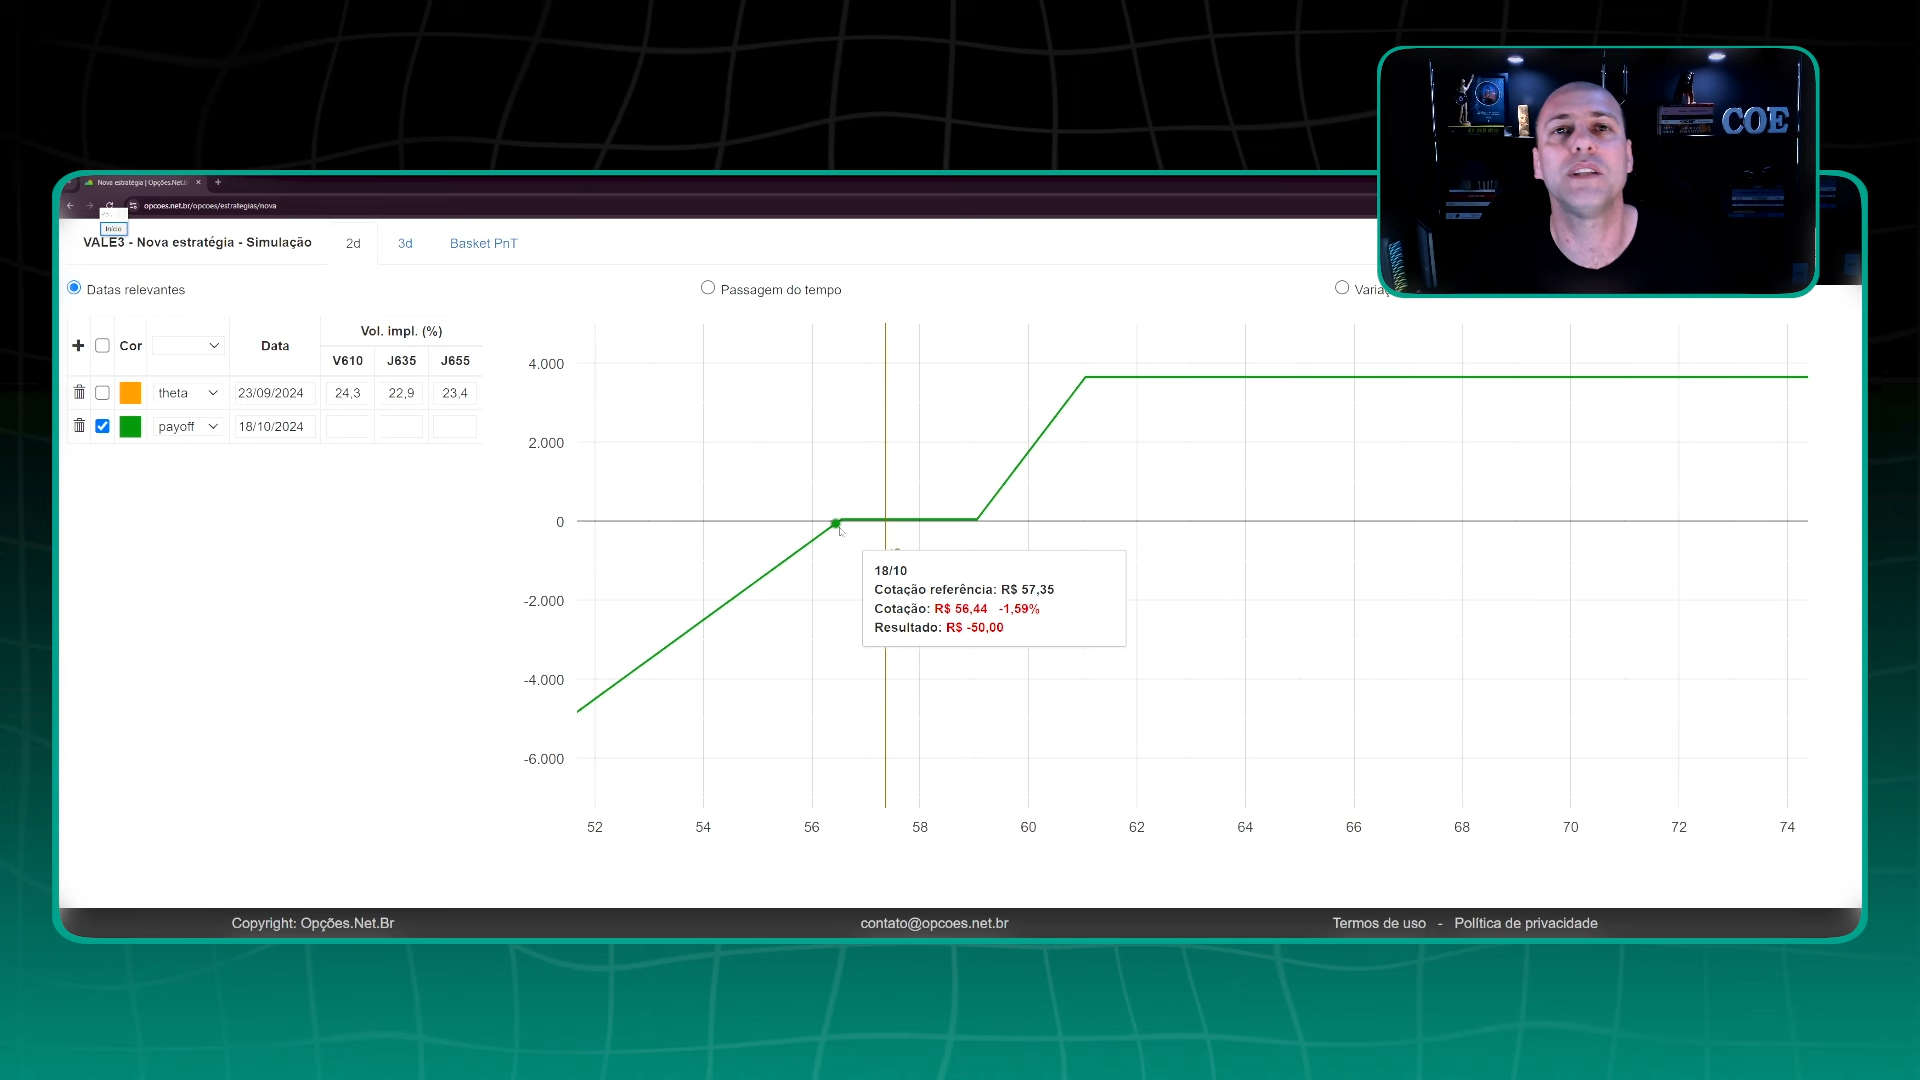 COE
Nova estratégia | Opções.Net.B
opcoes.net.br/opcoes/estrategias/nova
Início
VALE3 - Nova estratégia - Simulação
2d
3d
Basket PnT
Datas relevantes
Passagem do tempo
Cor
Data
Vol. impl. (%)
V610
J635
J655
theta
23/09/2024
24,3
22,9
23,4
payoff
18/10/2024
4.000
2.000
0
-2.000
-4.000
-6.000
52
54
56
58
60
62
64
66
68
70
72
74
18/10
Cotação referência: R$ 57,35
Cotação: R$ 56,44 -1,59%
Resultado: R$ -50,00
Copyright: Opções.Net.Br
contato@opcoes.net.br
Termos de uso - Política de privacidade